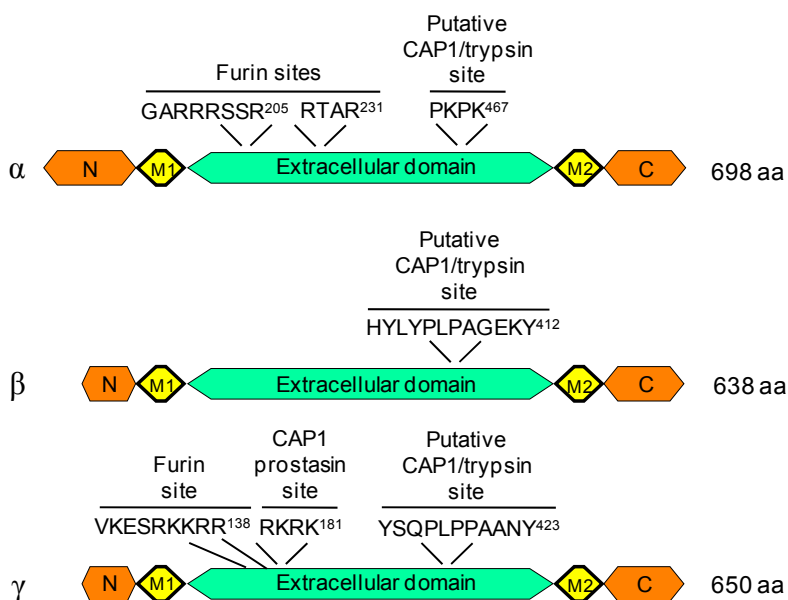 Putative
CAP1/trypsin
site
Furin sites
GARRRSSR205 RTAR231 PKPK467
α N M1 Extracellular domain M2 C 698 aa
Putative
CAP1/trypsin
site
HYLYPLPAGEKY412
β N M1 Extracellular domain M2 C 638 aa
Furin
site
CAP1
prostasin
site
Putative
CAP1/trypsin
site
VKESRKKRR138 RKRK181 YSQPLPPAANY423
γ N M1 Extracellular domain M2 C 650 aa